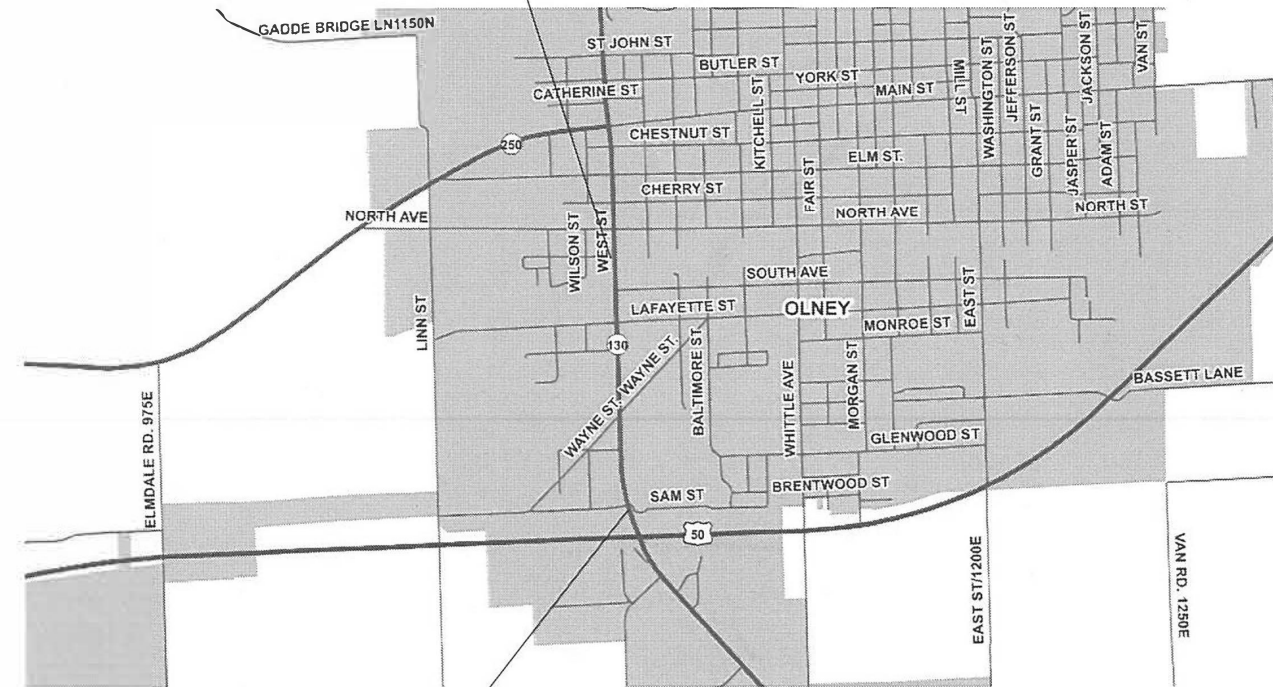 GADDE BRIDGE LN1150N
ST JOHN ST
BUTLER ST
YORK ST
CATHERINE ST
MAIN ST
MILL ST
WASHINGTON ST
JEFFERSON ST
JACKSON ST
VAN ST
KITCHELL ST
CHESTNUT ST
250
GRANT ST
JASPER ST
ADAM ST
ELM ST.
CHERRY ST
FAIR ST
NORTH AVE
NORTH AVE
NORTH ST
WILSON ST
WEST ST
SOUTH AVE
EAST ST
LINN ST
LAFAYETTE ST
OLNEY
MONROE ST
130
WAYNE ST. WAYNE ST.
BALTIMORE ST
WHITTLE AVE
MORGAN ST
BASSETT LANE
GLENWOOD ST
ELMDALE RD. 975E
BRENTWOOD ST
SAM ST
50
EAST ST/1200E
VAN RD. 1250E